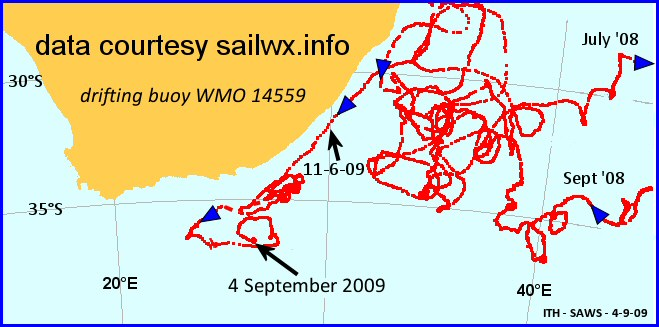 data courtesy sailwx.info
July '08
30°S
drifting buoy WMO 14559
11-6-09
Sept '08
35°S
4 September 2009
20°E
40°E
ITH - SAWS - 4-9-09